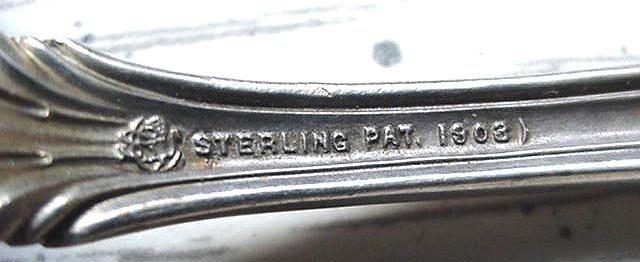 STERLING PAT. 1903)